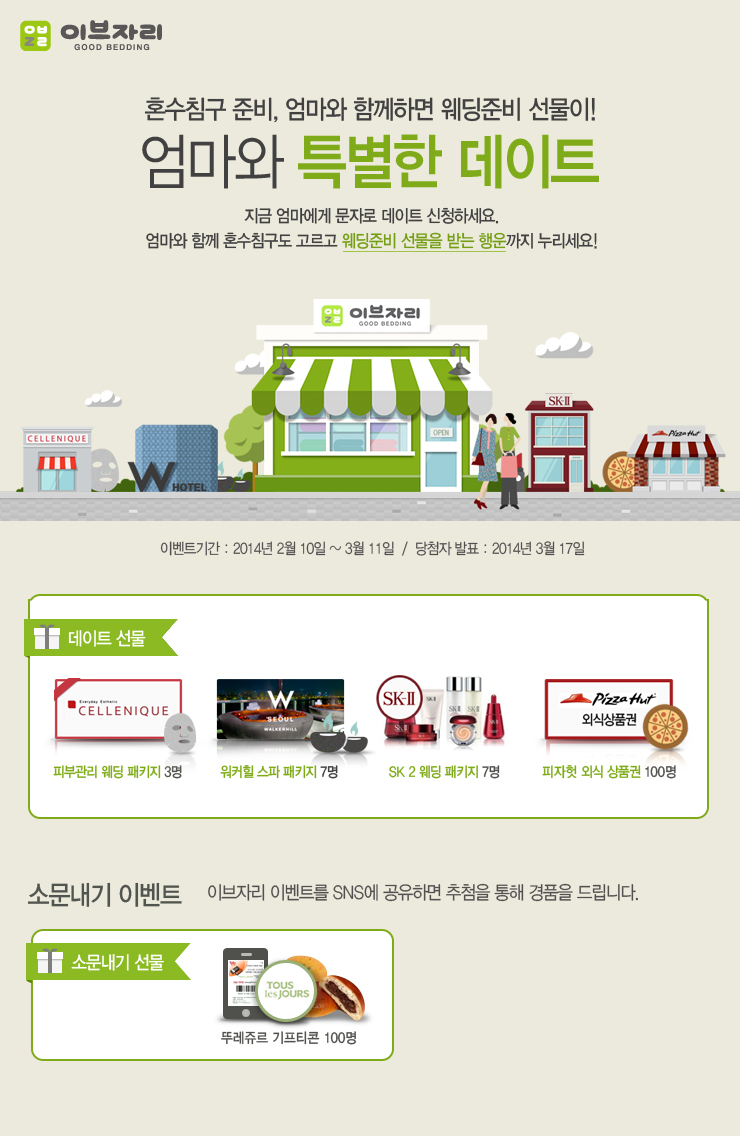 이브자리
GOOD BEDDING
혼수침구 준비, 엄마와 함께하면 웨딩준비 선물이!
엄마와 특별한 데이트
지금 엄마에게 문자로 데이트 신청하세요.
엄마와 함께 혼수침구도 고르고 웨딩준비 선물을 받는 행운까지 누리세요!
이브자리
GOOD BEDDING
SK-II
CELLENIQUE
OPEN
Pizza Hut
W HOTEL
이벤트기간 : 2014년 2월 10일 ~ 3월 11일 / 당첨자 발표 : 2014년 3월 17일
데이트 선물
Everyday Esthetic
CELLENIQUE
W
SEOUL
WALKERHILL
SK-II
Pizza Hut
외식상품권
피부관리 웨딩 패키지 3명
워커힐 스파 패키지 7명
SK 2 웨딩 패키지 7명
피자헛 외식 상품권 100명
소문내기 이벤트 이브자리 이벤트를 SNS에 공유하면 추첨을 통해 경품을 드립니다.
소문내기 선물
TOUS
les JOURS
뚜레쥬르 기프티콘 100명